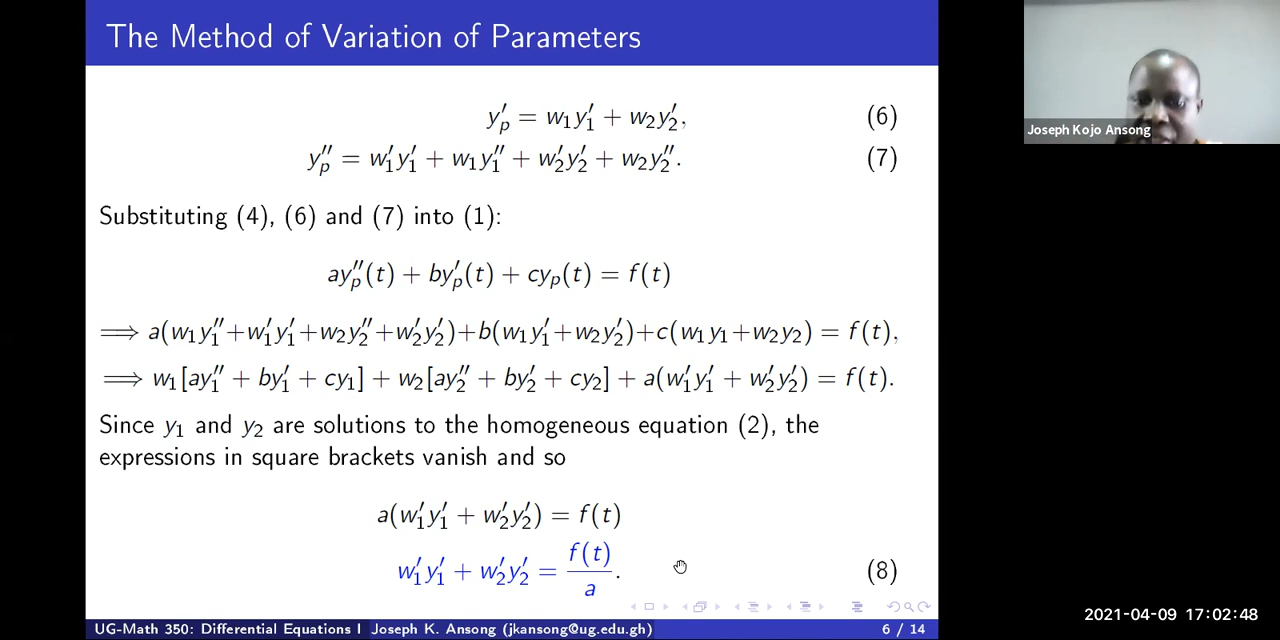 The Method of Variation of Parameters
y′ₚ = w₁y′₁ + w₂y′₂, (6)
y″ₚ = w′₁y′₁ + w₁y″₁ + w′₂y′₂ + w₂y″₂. (7)
Substituting (4), (6) and (7) into (1):
ay″ₚ(t) + by′ₚ(t) + cyₚ(t) = f(t)
⟹ a(w₁y″₁+w′₁y′₁+w₂y″₂+w′₂y′₂)+b(w₁y′₁+w₂y′₂)+c(w₁y₁+w₂y₂) = f(t),
⟹ w₁[ay″₁ + by′₁ + cy₁] + w₂[ay″₂ + by′₂ + cy₂] + a(w′₁y′₁ + w′₂y′₂) = f(t).
Since y₁ and y₂ are solutions to the homogeneous equation (2), the
expressions in square brackets vanish and so
a(w′₁y′₁ + w′₂y′₂) = f(t)
w′₁y′₁ + w′₂y′₂ = f(t)/a. (8)
UG-Math 350: Differential Equations I Joseph K. Ansong (jkansong@ug.edu.gh) 6 / 14
Joseph Kojo Ansong
2021-04-09 17:02:48